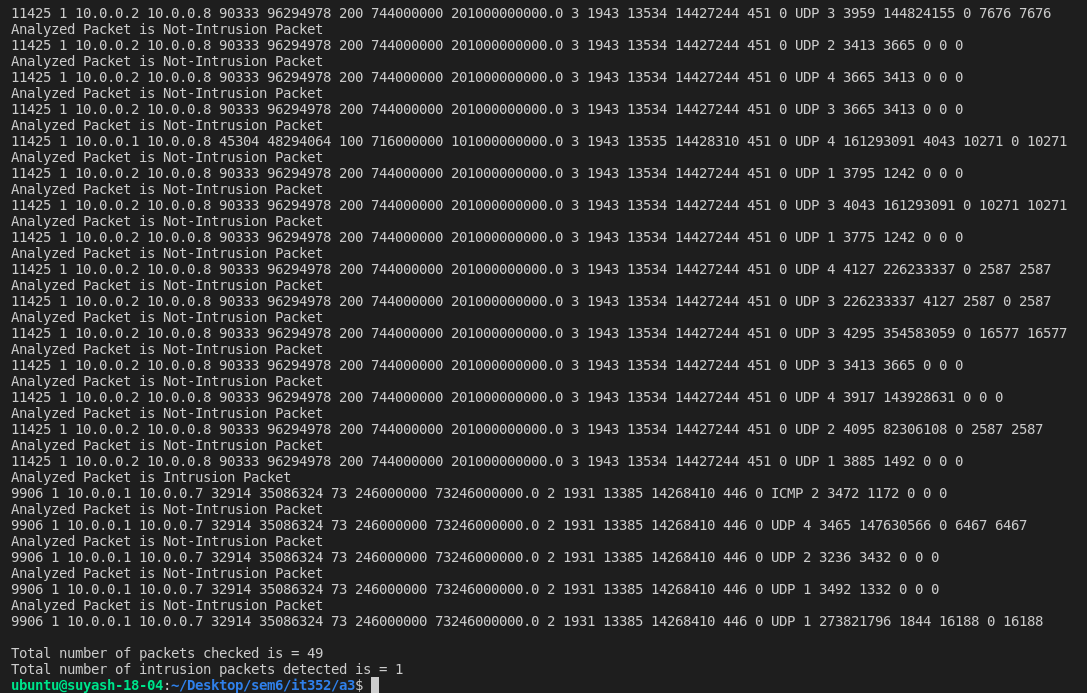 11425 1 10.0.0.2 10.0.0.8 90333 96294978 200 744000000 201000000000.0 3 1943 13534 14427244 451 0 UDP 3 3959 144824155 0 7676 7676
Analyzed Packet is Not-Intrusion Packet
11425 1 10.0.0.2 10.0.0.8 90333 96294978 200 744000000 201000000000.0 3 1943 13534 14427244 451 0 UDP 2 3413 3665 0 0 0
Analyzed Packet is Not-Intrusion Packet
11425 1 10.0.0.2 10.0.0.8 90333 96294978 200 744000000 201000000000.0 3 1943 13534 14427244 451 0 UDP 4 3665 3413 0 0 0
Analyzed Packet is Not-Intrusion Packet
11425 1 10.0.0.2 10.0.0.8 90333 96294978 200 744000000 201000000000.0 3 1943 13534 14427244 451 0 UDP 3 3665 3413 0 0 0
Analyzed Packet is Not-Intrusion Packet
11425 1 10.0.0.1 10.0.0.8 45304 48294064 100 716000000 101000000000.0 3 1943 13535 14428310 451 0 UDP 4 161293091 4043 10271 0 10271
Analyzed Packet is Not-Intrusion Packet
11425 1 10.0.0.2 10.0.0.8 90333 96294978 200 744000000 201000000000.0 3 1943 13534 14427244 451 0 UDP 1 3795 1242 0 0 0
Analyzed Packet is Not-Intrusion Packet
11425 1 10.0.0.2 10.0.0.8 90333 96294978 200 744000000 201000000000.0 3 1943 13534 14427244 451 0 UDP 3 4043 161293091 0 10271 10271
Analyzed Packet is Not-Intrusion Packet
11425 1 10.0.0.2 10.0.0.8 90333 96294978 200 744000000 201000000000.0 3 1943 13534 14427244 451 0 UDP 1 3775 1242 0 0 0
Analyzed Packet is Not-Intrusion Packet
11425 1 10.0.0.2 10.0.0.8 90333 96294978 200 744000000 201000000000.0 3 1943 13534 14427244 451 0 UDP 4 4127 226233337 0 2587 2587
Analyzed Packet is Not-Intrusion Packet
11425 1 10.0.0.2 10.0.0.8 90333 96294978 200 744000000 201000000000.0 3 1943 13534 14427244 451 0 UDP 3 226233337 4127 2587 0 2587
Analyzed Packet is Not-Intrusion Packet
11425 1 10.0.0.2 10.0.0.8 90333 96294978 200 744000000 201000000000.0 3 1943 13534 14427244 451 0 UDP 3 4295 354583059 0 16577 16577
Analyzed Packet is Not-Intrusion Packet
11425 1 10.0.0.2 10.0.0.8 90333 96294978 200 744000000 201000000000.0 3 1943 13534 14427244 451 0 UDP 3 3413 3665 0 0 0
Analyzed Packet is Not-Intrusion Packet
11425 1 10.0.0.2 10.0.0.8 90333 96294978 200 744000000 201000000000.0 3 1943 13534 14427244 451 0 UDP 4 3917 143928631 0 0 0
Analyzed Packet is Not-Intrusion Packet
11425 1 10.0.0.2 10.0.0.8 90333 96294978 200 744000000 201000000000.0 3 1943 13534 14427244 451 0 UDP 2 4095 82306108 0 2587 2587
Analyzed Packet is Not-Intrusion Packet
11425 1 10.0.0.2 10.0.0.8 90333 96294978 200 744000000 201000000000.0 3 1943 13534 14427244 451 0 UDP 1 3885 1492 0 0 0
Analyzed Packet is Intrusion Packet
9906 1 10.0.0.1 10.0.0.7 32914 35086324 73 246000000 73246000000.0 2 1931 13385 14268410 446 0 ICMP 2 3472 1172 0 0 0
Analyzed Packet is Not-Intrusion Packet
9906 1 10.0.0.1 10.0.0.7 32914 35086324 73 246000000 73246000000.0 2 1931 13385 14268410 446 0 UDP 4 3465 147630566 0 6467 6467
Analyzed Packet is Not-Intrusion Packet
9906 1 10.0.0.1 10.0.0.7 32914 35086324 73 246000000 73246000000.0 2 1931 13385 14268410 446 0 UDP 2 3236 3432 0 0 0
Analyzed Packet is Not-Intrusion Packet
9906 1 10.0.0.1 10.0.0.7 32914 35086324 73 246000000 73246000000.0 2 1931 13385 14268410 446 0 UDP 1 3492 1332 0 0 0
Analyzed Packet is Not-Intrusion Packet
9906 1 10.0.0.1 10.0.0.7 32914 35086324 73 246000000 73246000000.0 2 1931 13385 14268410 446 0 UDP 1 273821796 1844 16188 0 16188
Total number of packets checked is = 49
Total number of intrusion packets detected is = 1
ubuntu@suyash-18-04:~/Desktop/sem6/it352/a3$